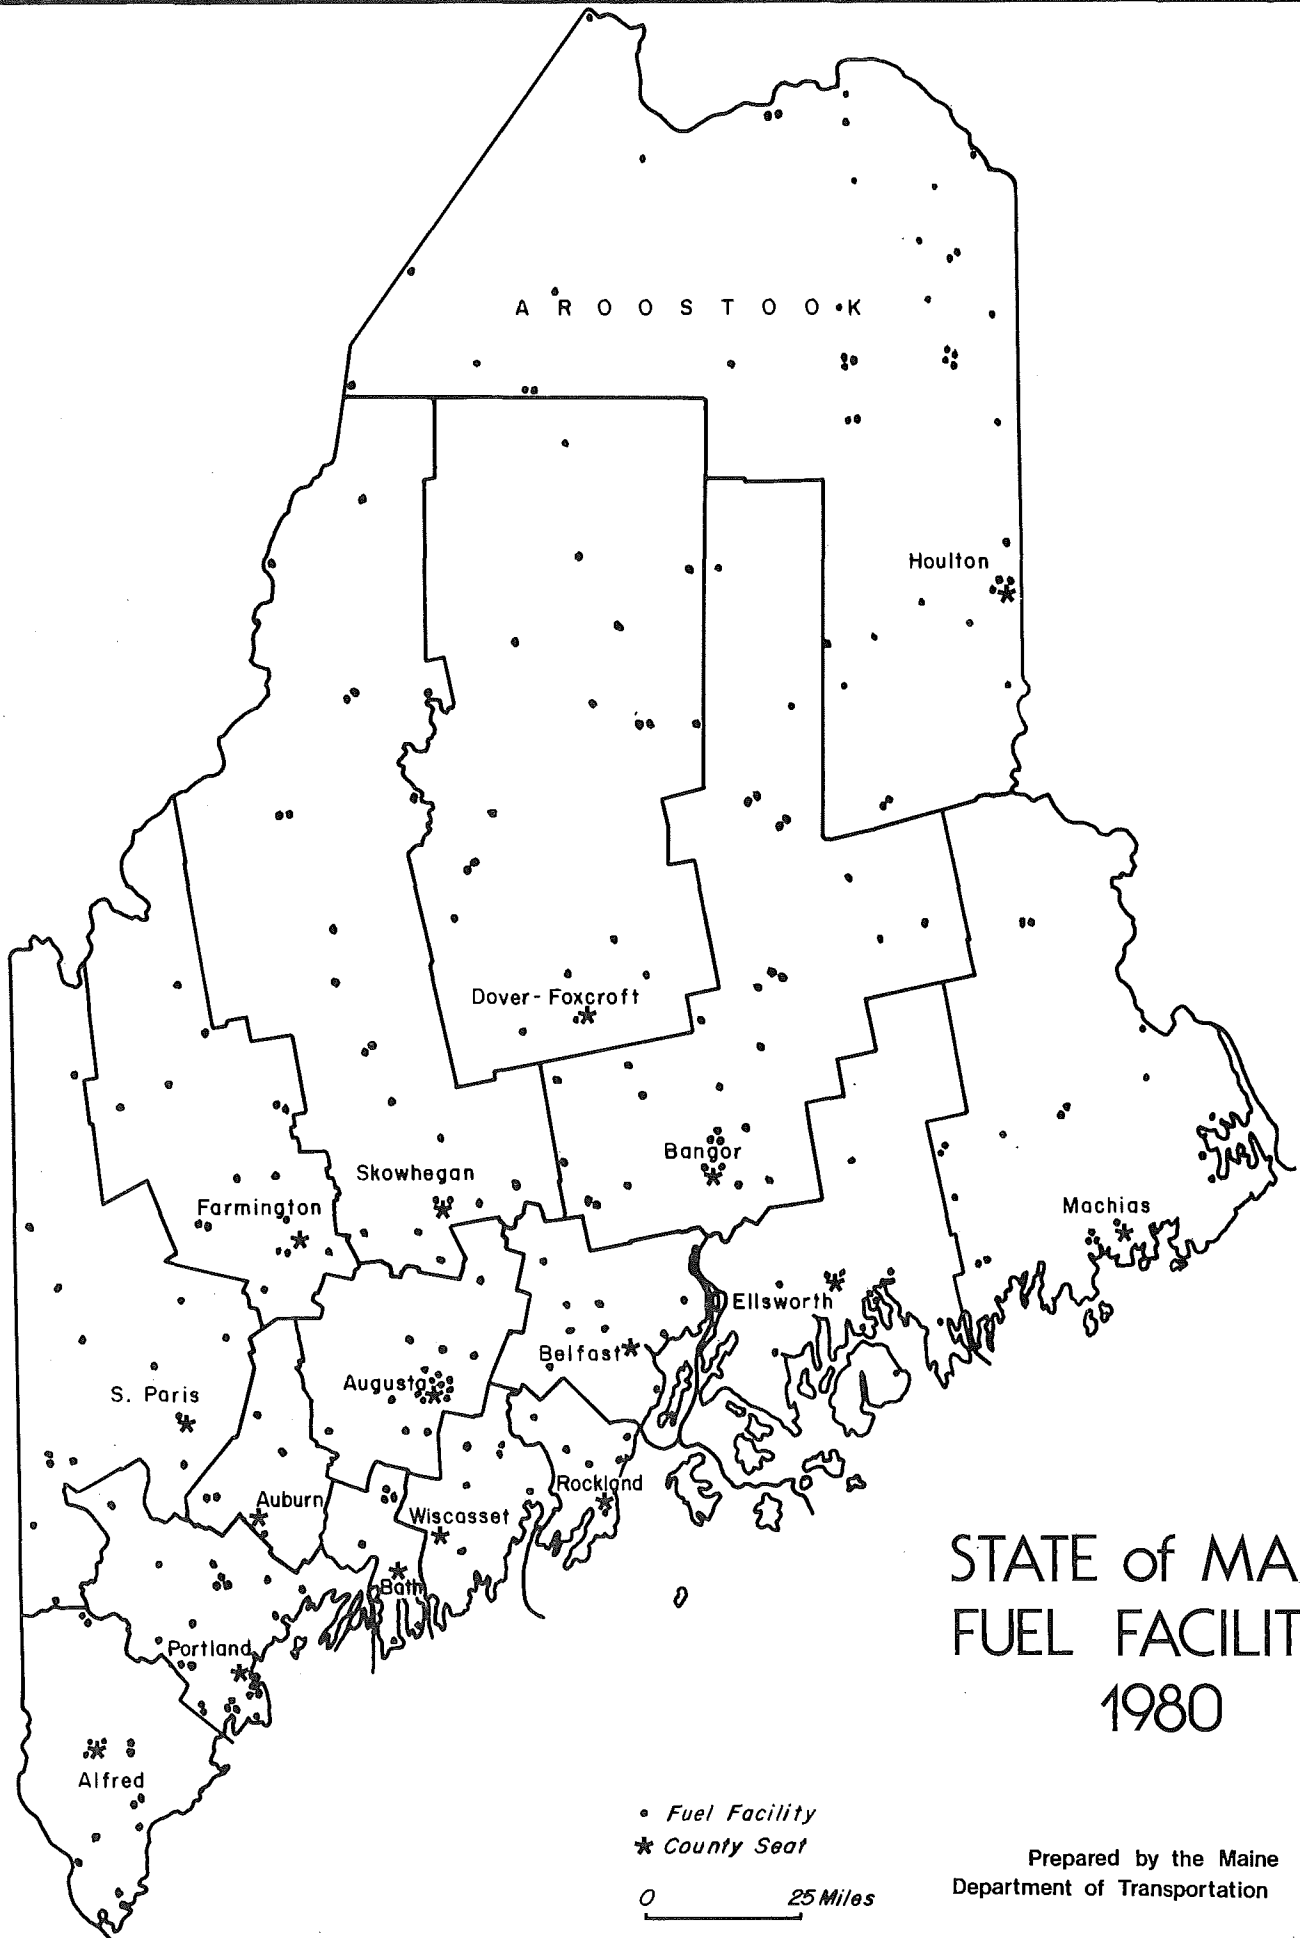 AROOSTOOK
Houlton
Dover-Foxcroft
Bangor
Skowhegan
Farmington
Machias
Ellsworth
Belfast
Augusta
S. Paris
Rockland
Auburn
Wiscasset
Bath
Portland
Alfred
STATE of MA
FUEL FACILIT
1980
Fuel Facility
County Seat
0 25 Miles
Prepared by the Maine
Department of Transportation